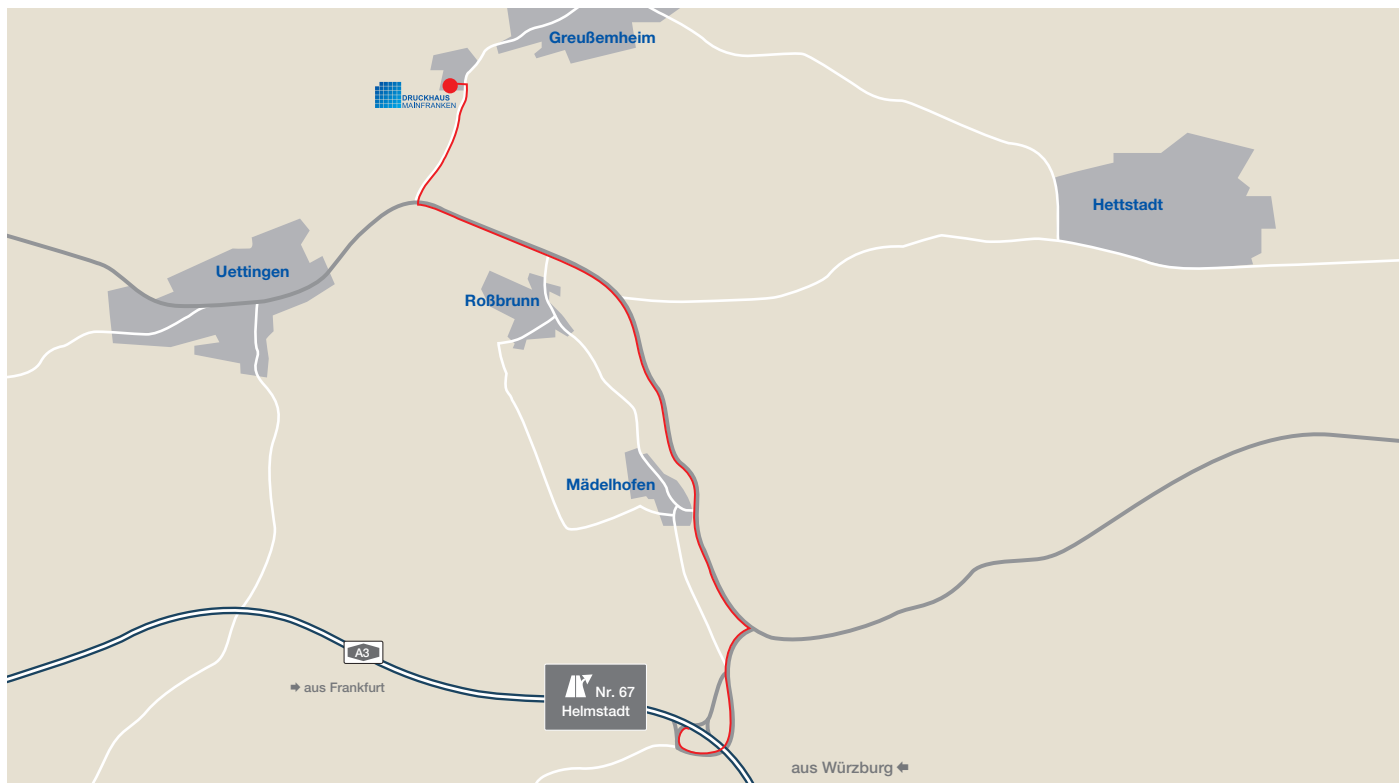 Greußemheim
DRUCKHAUS
MAINFRANKEN
Hettstadt
Uettingen
Roßbrunn
Mädelhofen
A3
➡ aus Frankfurt
Nr. 67
Helmstadt
aus Würzburg ⬅